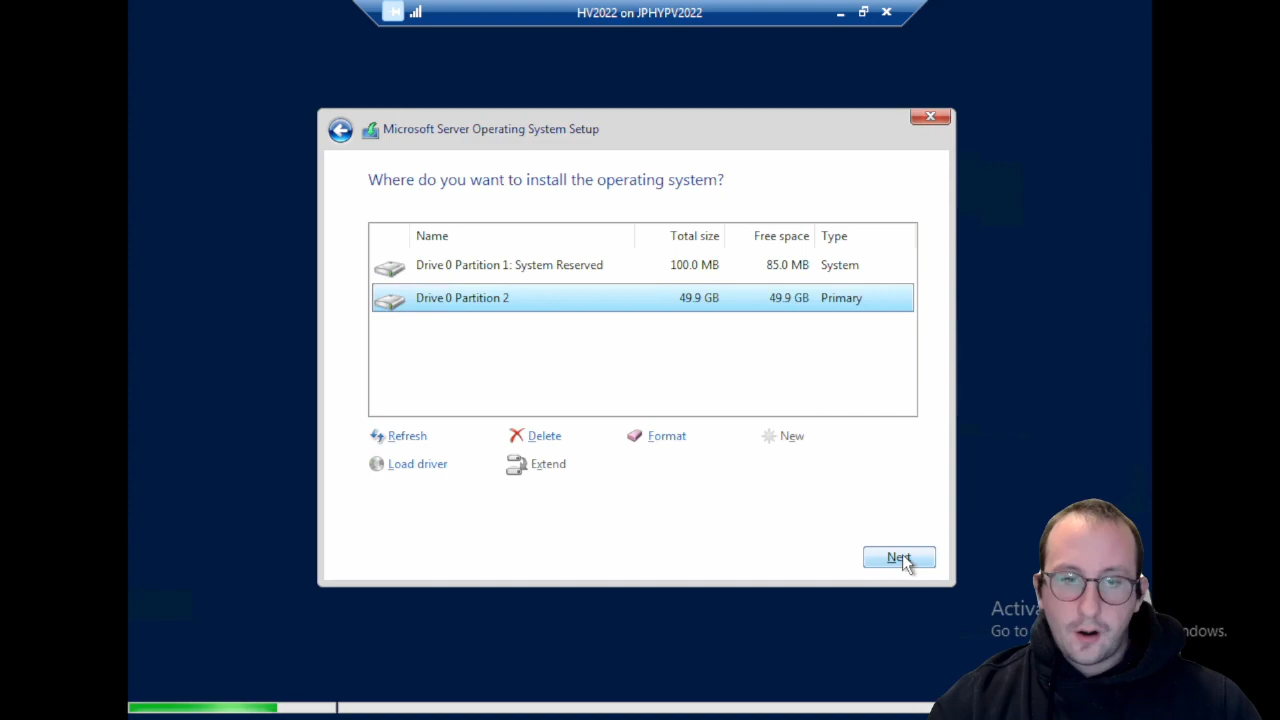 HV2022 on JPHYPV2022
Microsoft Server Operating System Setup
Where do you want to install the operating system?
Name Total size Free space Type
Drive 0 Partition 1: System Reserved 100.0 MB 85.0 MB System
Drive 0 Partition 2 49.9 GB 49.9 GB Primary
Refresh Delete Format New
Load driver Extend
Next
Go to